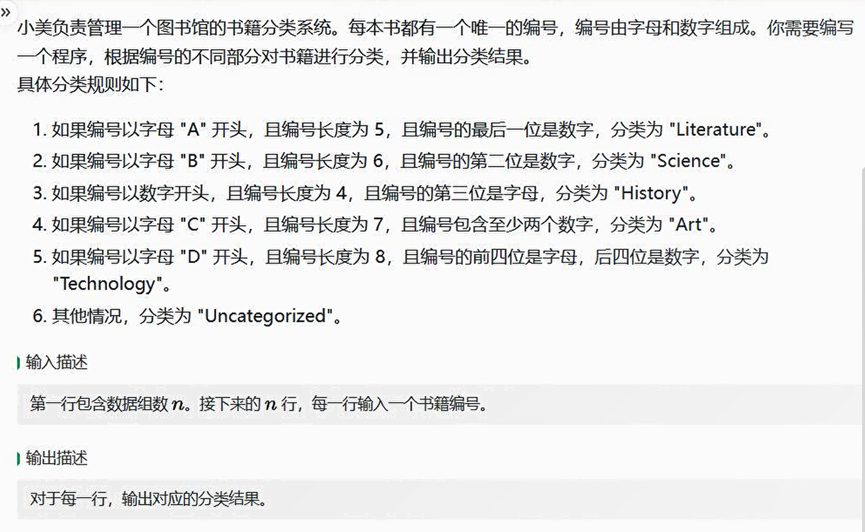 »
小美负责管理一个图书馆的书籍分类系统。每本书都有一个唯一的编号，编号由字母和数字组成。你需要编写
一个程序，根据编号的不同部分对书籍进行分类，并输出分类结果。
具体分类规则如下：
1. 如果编号以字母 "A" 开头，且编号长度为 5，且编号的最后一位是数字，分类为 "Literature"。
2. 如果编号以字母 "B" 开头，且编号长度为 6，且编号的第二位是数字，分类为 "Science"。
3. 如果编号以数字开头，且编号长度为 4，且编号的第三位是字母，分类为 "History"。
4. 如果编号以字母 "C" 开头，且编号长度为 7，且编号包含至少两个数字，分类为 "Art"。
5. 如果编号以字母 "D" 开头，且编号长度为 8，且编号的前四位是字母，后四位是数字，分类为
"Technology"。
6. 其他情况，分类为 "Uncategorized"。
输入描述
第一行包含数据组数 n。接下来的 n 行，每一行输入一个书籍编号。
输出描述
对于每一行，输出对应的分类结果。